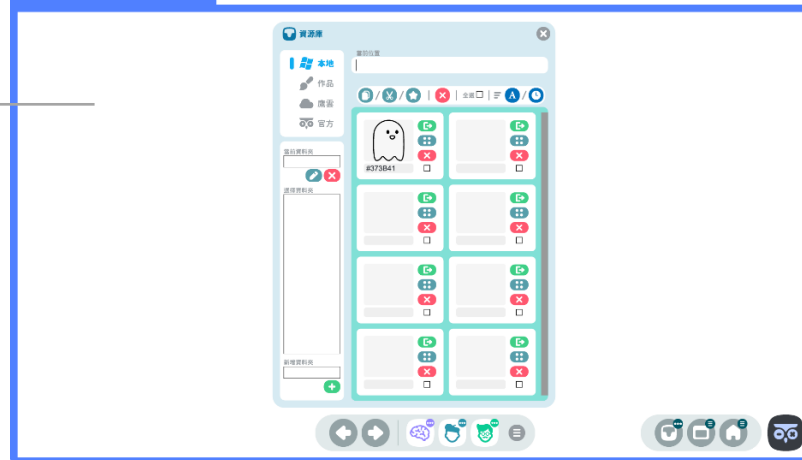 資源庫
本地
作品
鷹雲
官方
當前位置
全選
A
當前資料夾
選擇資料夾
新增資料夾
#373B41